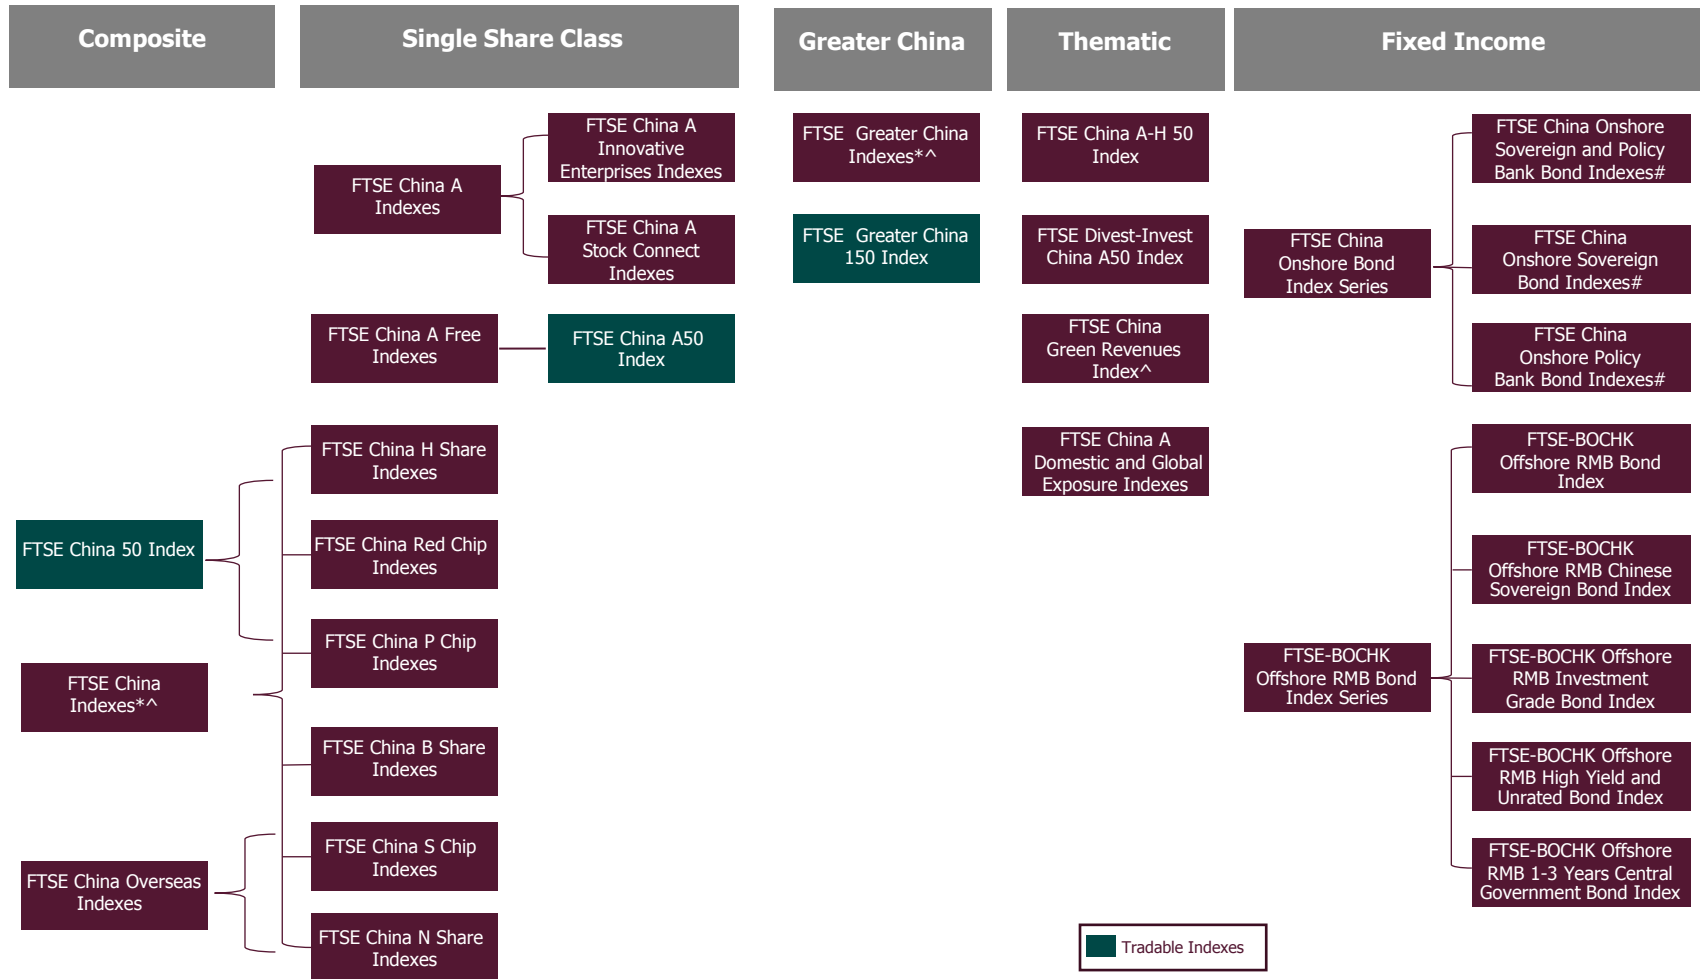 Composite
Single Share Class
Greater China
Thematic
Fixed Income
FTSE China A
Indexes
FTSE China A
Innovative
Enterprises Indexes
FTSE China A
Stock Connect
Indexes
FTSE China A Free
Indexes
FTSE China A50
Index
FTSE China 50 Index
FTSE China
Indexes*^
FTSE China Overseas
Indexes
FTSE China H Share
Indexes
FTSE China Red Chip
Indexes
FTSE China P Chip
Indexes
FTSE China B Share
Indexes
FTSE China S Chip
Indexes
FTSE China N Share
Indexes
FTSE Greater China
Indexes*^
FTSE Greater China
150 Index
FTSE China A-H 50
Index
FTSE Divest-Invest
China A50 Index
FTSE China
Green Revenues
Index^
FTSE China A
Domestic and Global
Exposure Indexes
FTSE China
Onshore Bond
Index Series
FTSE China Onshore
Sovereign and Policy
Bank Bond Indexes#
FTSE China
Onshore Sovereign
Bond Indexes#
FTSE China
Onshore Policy
Bank Bond Indexes#
FTSE-BOCHK
Offshore RMB Bond
Index Series
FTSE-BOCHK
Offshore RMB Bond
Index
FTSE-BOCHK
Offshore RMB Chinese
Sovereign Bond Index
FTSE-BOCHK Offshore
RMB Investment
Grade Bond Index
FTSE-BOCHK Offshore
RMB High Yield and
Unrated Bond Index
FTSE-BOCHK Offshore
RMB 1-3 Years Central
Government Bond Index
Tradable Indexes